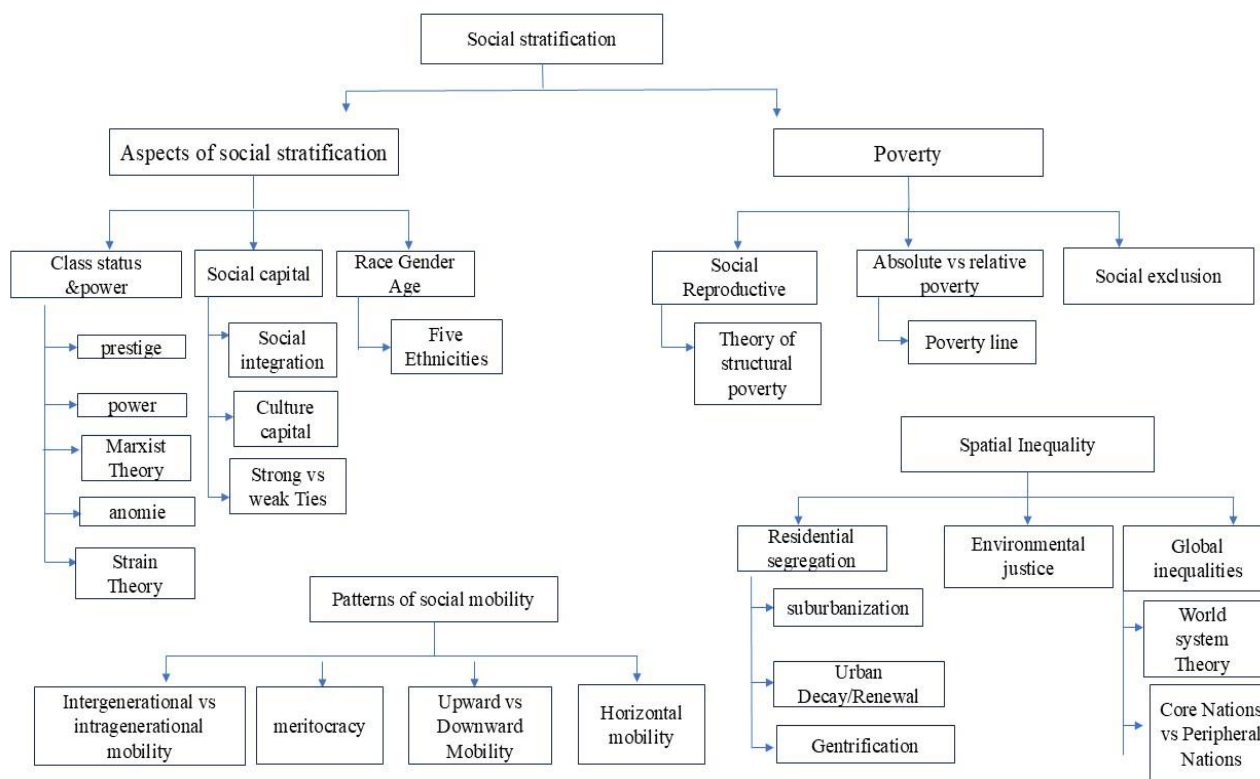 Social stratification
Aspects of social stratification
Poverty
Class status
&power
Social capital
Race Gender
Age
Social
Reproductive
Absolute vs relative
poverty
Social exclusion
prestige
power
Marxist
Theory
anomie
Strain
Theory
Social
integration
Culture
capital
Strong vs
weak Ties
Five
Ethnicities
Theory of
structural
poverty
Poverty line
Spatial Inequality
Residential
segregation
Environmental
justice
Global
inequalities
suburbanization
Urban
Decay/Renewal
Gentrification
World
system
Theory
Core Nations
vs Peripheral
Nations
Patterns of social mobility
Intergenerational vs
intragenerational
mobility
meritocracy
Upward vs
Downward
Mobility
Horizontal
mobility